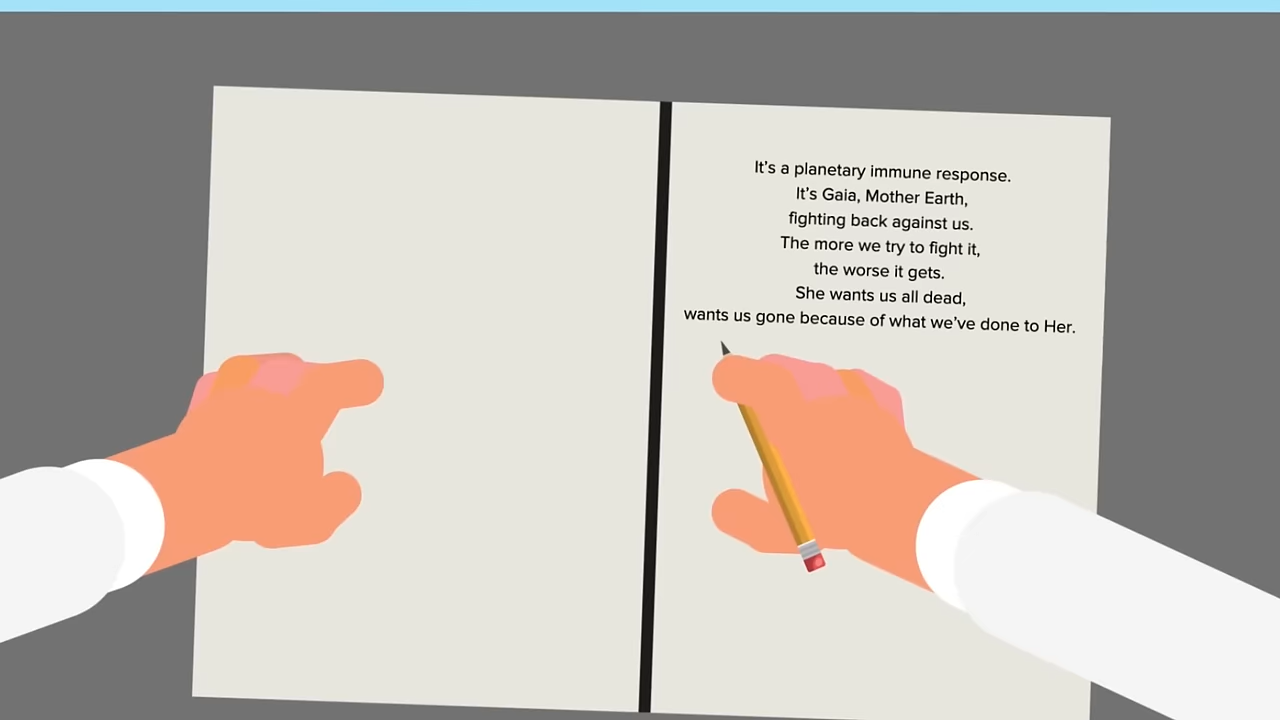 It’s a planetary immune response.
It’s Gaia, Mother Earth,
fighting back against us.
The more we try to fight it,
the worse it gets.
She wants us all dead,
wants us gone because of what we’ve done to Her.